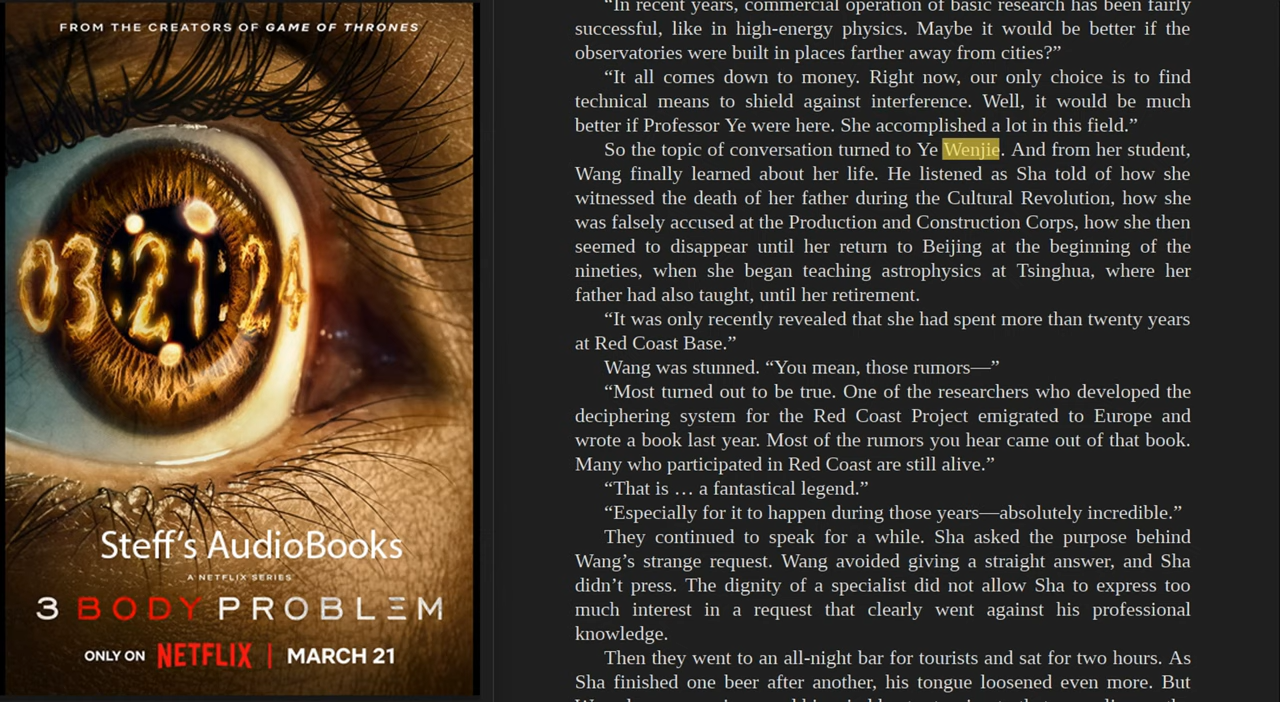 FROM THE CREATORS OF GAME OF THRONES
03:21:24
Steff's AudioBooks
A NETFLIX SERIES
3 BODY PROBLEM
ONLY ON NETFLIX | MARCH 21
“In recent years, commercial operation of basic research has been fairly
successful, like in high-energy physics. Maybe it would be better if the
observatories were built in places farther away from cities?”
“It all comes down to money. Right now, our only choice is to find
technical means to shield against interference. Well, it would be much
better if Professor Ye were here. She accomplished a lot in this field.”
So the topic of conversation turned to Ye Wenjie. And from her student,
Wang finally learned about her life. He listened as Sha told of how she
witnessed the death of her father during the Cultural Revolution, how she
was falsely accused at the Production and Construction Corps, how she then
seemed to disappear until her return to Beijing at the beginning of the
nineties, when she began teaching astrophysics at Tsinghua, where her
father had also taught, until her retirement.
“It was only recently revealed that she had spent more than twenty years
at Red Coast Base.”
Wang was stunned. “You mean, those rumors—”
“Most turned out to be true. One of the researchers who developed the
deciphering system for the Red Coast Project emigrated to Europe and
wrote a book last year. Most of the rumors you hear came out of that book.
Many who participated in Red Coast are still alive.”
“That is … a fantastical legend.”
“Especially for it to happen during those years—absolutely incredible.”
They continued to speak for a while. Sha asked the purpose behind
Wang’s strange request. Wang avoided giving a straight answer, and Sha
didn’t press. The dignity of a specialist did not allow Sha to express too
much interest in a request that clearly went against his professional
knowledge.
Then they went to an all-night bar for tourists and sat for two hours. As
Sha finished one beer after another, his tongue loosened even more. But